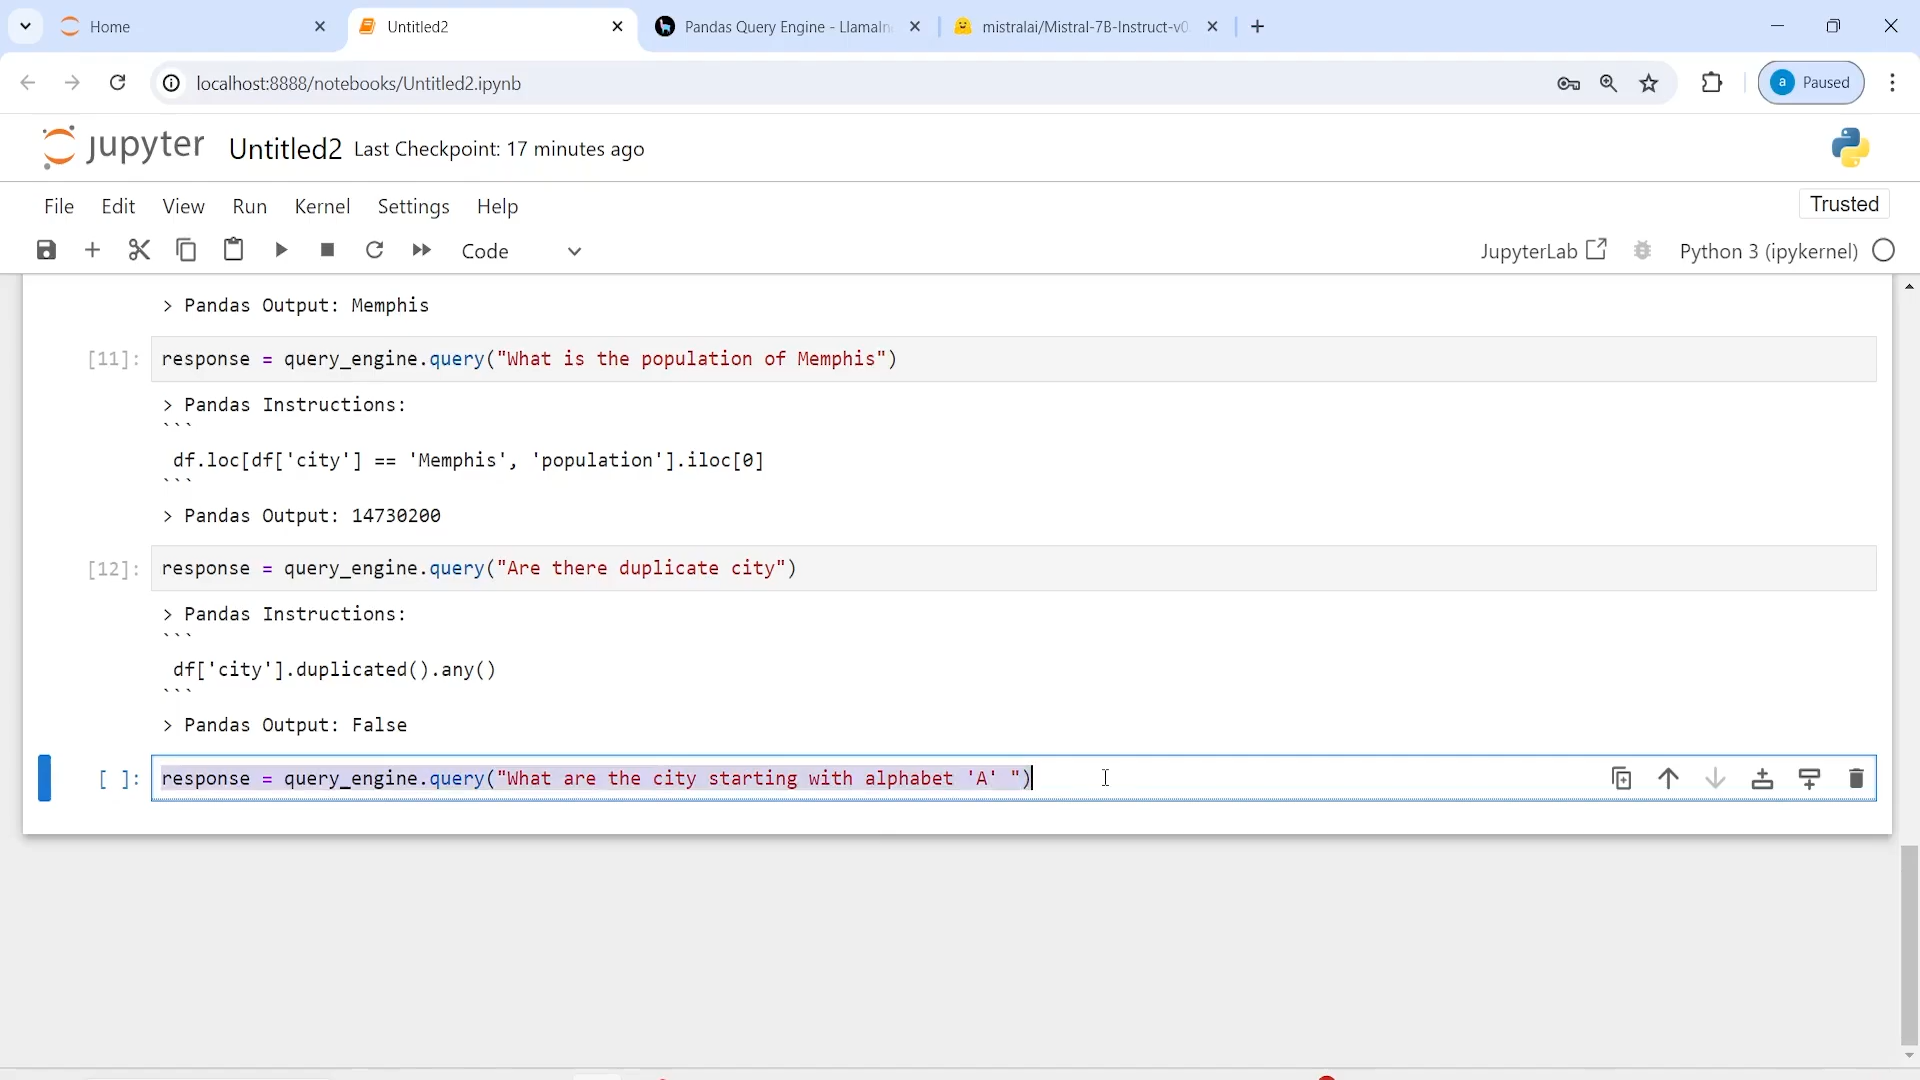 Home
Untitled2
Pandas Query Engine - LlamaIn
mistralai/Mistral-7B-Instruct-v0
localhost:8888/notebooks/Untitled2.ipynb
a Paused
jupyter Untitled2 Last Checkpoint: 17 minutes ago
File Edit View Run Kernel Settings Help
Trusted
Code
JupyterLab
Python 3 (ipykernel)
> Pandas Output: Memphis
[11]: response = query_engine.query("What is the population of Memphis")
> Pandas Instructions:
```
df.loc[df['city'] == 'Memphis', 'population'].iloc[0]
```
> Pandas Output: 14730200
[12]: response = query_engine.query("Are there duplicate city")
> Pandas Instructions:
```
df['city'].duplicated().any()
```
> Pandas Output: False
[ ]: response = query_engine.query("What are the city starting with alphabet 'A' ")